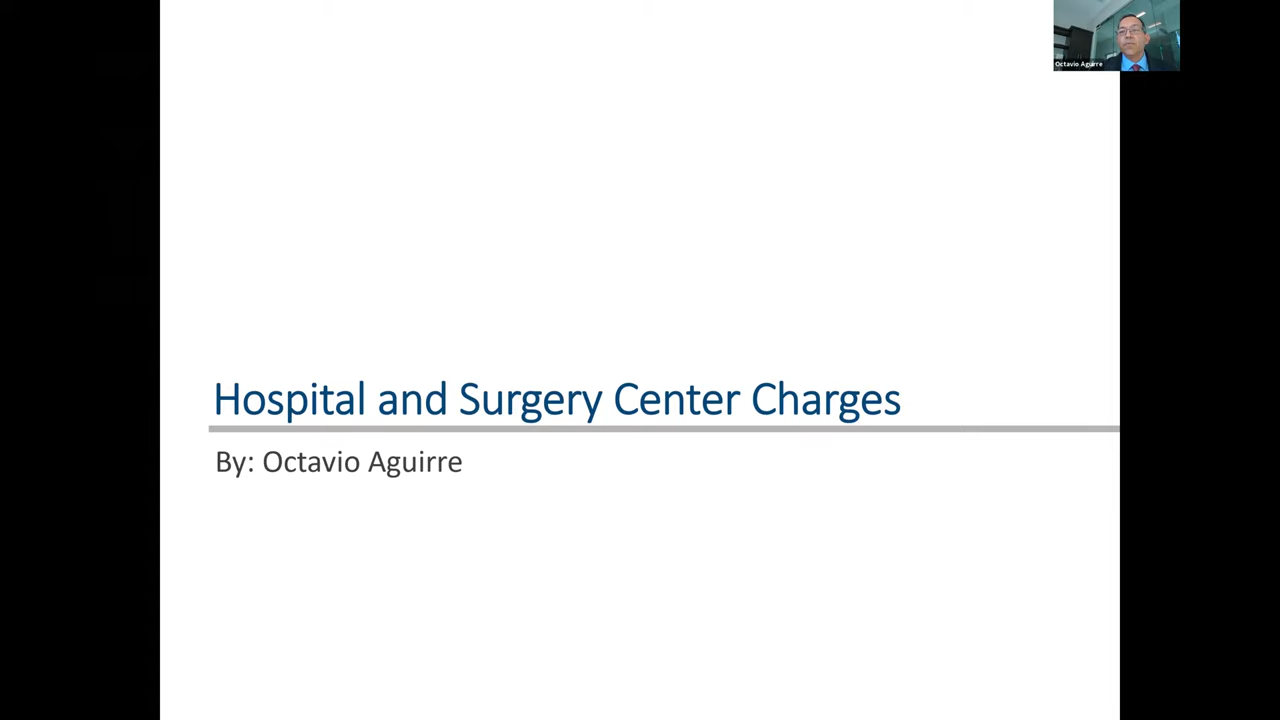 Octavio Aguirre
Hospital and Surgery Center Charges
By: Octavio Aguirre